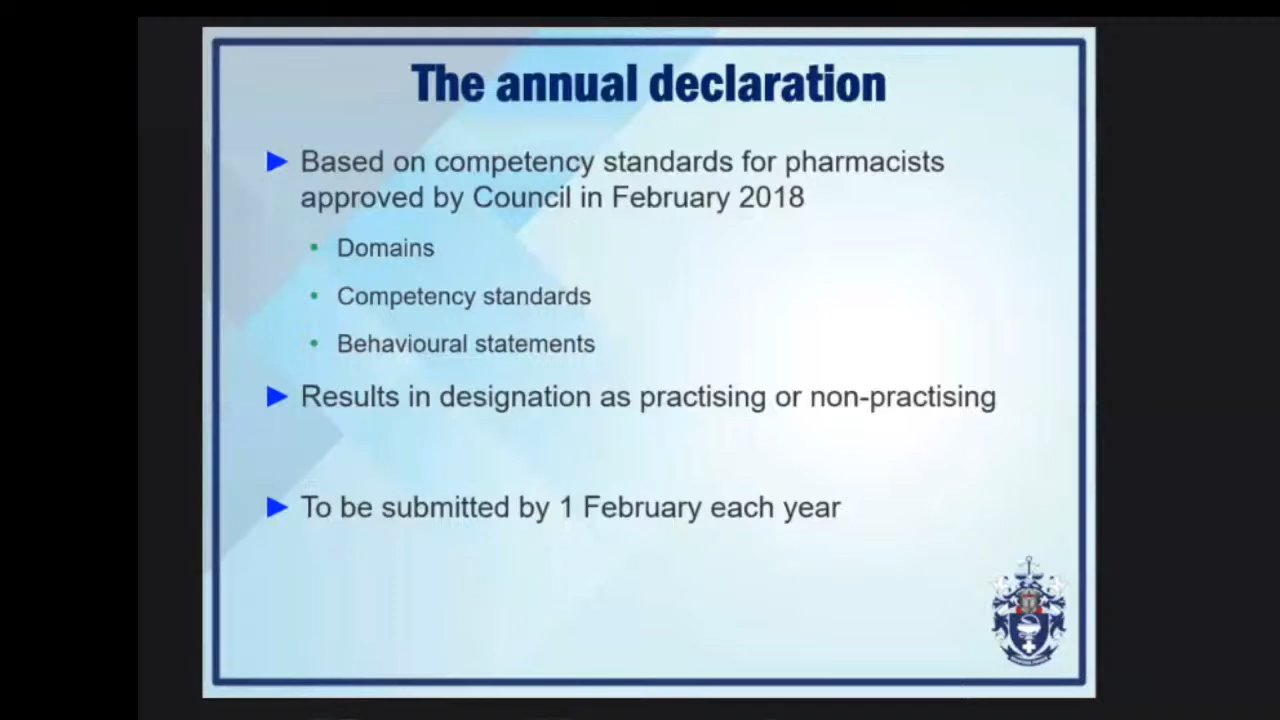 The annual declaration
Based on competency standards for pharmacists
approved by Council in February 2018
Domains
Competency standards
Behavioural statements
Results in designation as practising or non-practising
To be submitted by 1 February each year